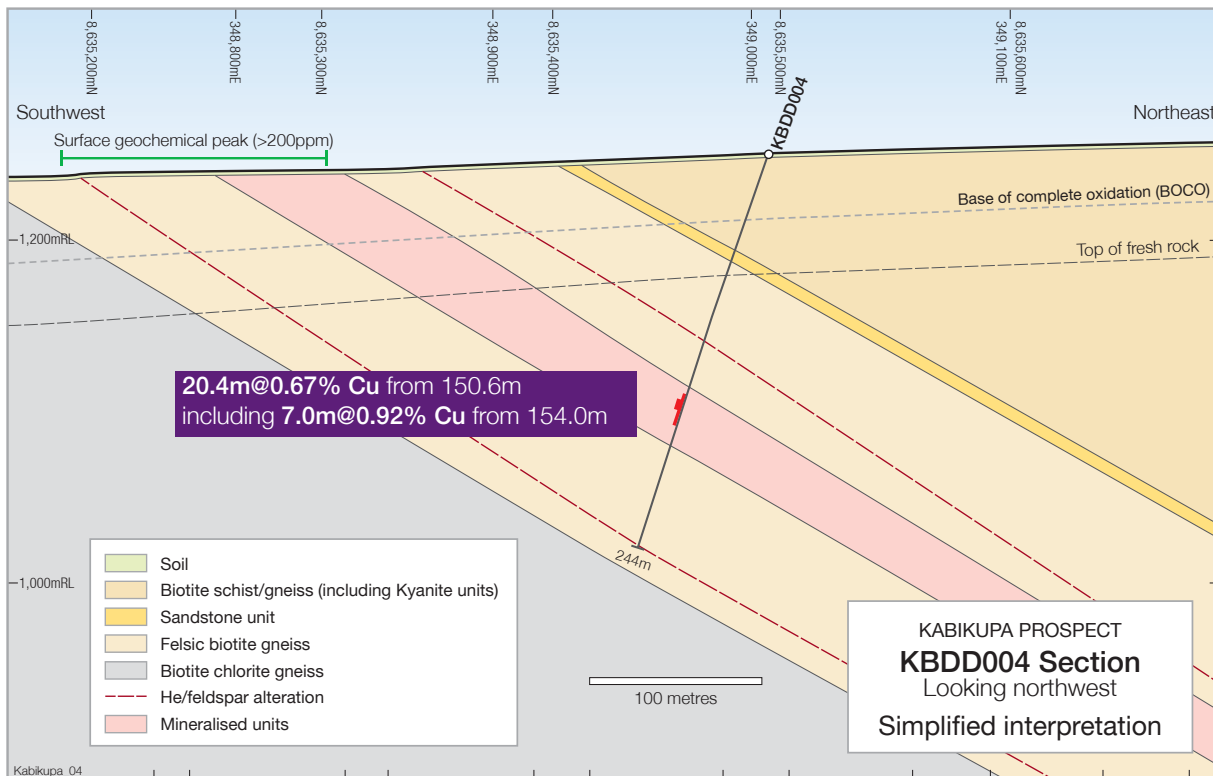 8,635,200mN
348,800mE
8,635,300mN
348,900mE
8,635,400mN
349,000mE
8,635,500mN
349,100mE
8,635,600mN
Southwest
Northeast
KBDD004
Surface geochemical peak (>200ppm)
Base of complete oxidation (BOCO)
1,200mRL
Top of fresh rock
20.4m@0.67% Cu from 150.6m
including 7.0m@0.92% Cu from 154.0m
244m
1,000mRL
Soil
Biotite schist/gneiss (including Kyanite units)
Sandstone unit
Felsic biotite gneiss
Biotite chlorite gneiss
He/feldspar alteration
Mineralised units
100 metres
KABIKUPA PROSPECT
KBDD004 Section
Looking northwest
Simplified interpretation
Kabikupa_04